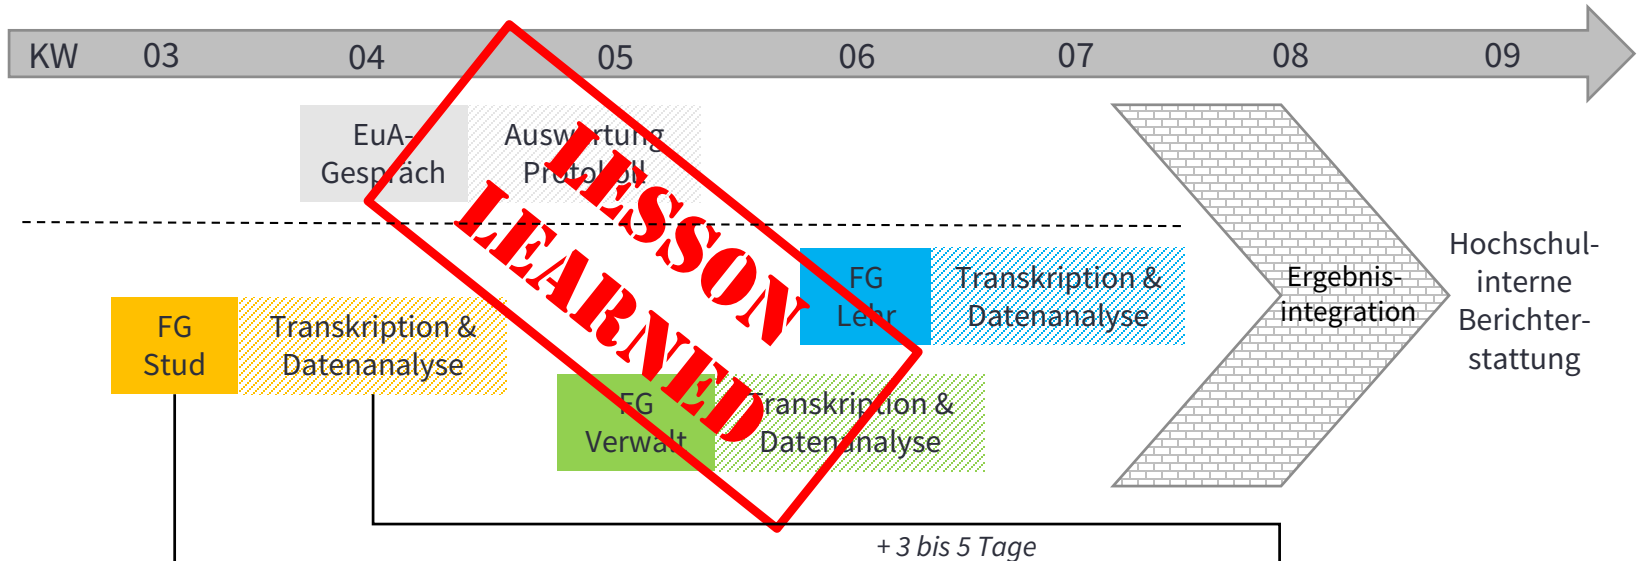 KW 03 04 05 06 07 08 09
EuA-
Gespräch
Auswertung
Protokoll
LESSON
LEARNED
FG
Stud
Transkription &
Datenanalyse
FG
Lehr
Transkription &
Datenanalyse
FG
Verwalt
Transkription &
Datenanalyse
Ergebnis-
integration
Hochschul-
interne
Berichter-
stattung
+ 3 bis 5 Tage